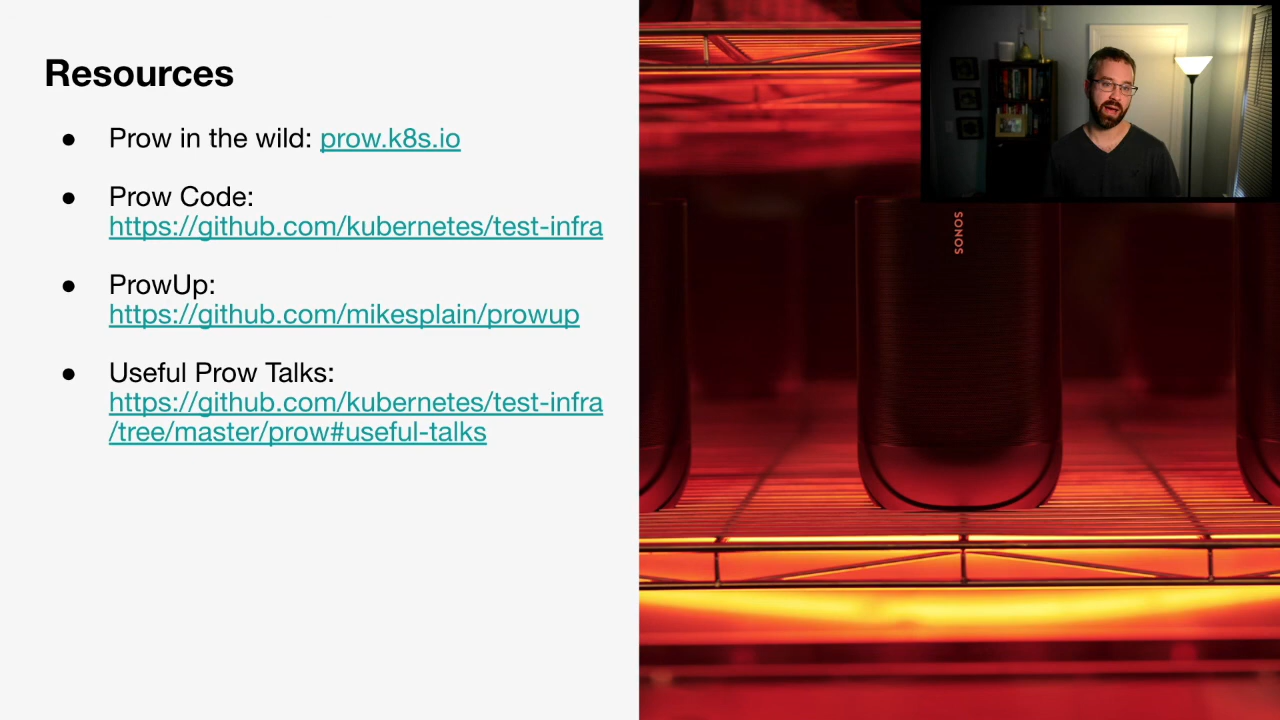 Resources
● Prow in the wild: prow.k8s.io
● Prow Code:
https://github.com/kubernetes/test-infra
● ProwUp:
https://github.com/mikesplain/prowup
● Useful Prow Talks:
https://github.com/kubernetes/test-infra
/tree/master/prow#useful-talks
SONOS